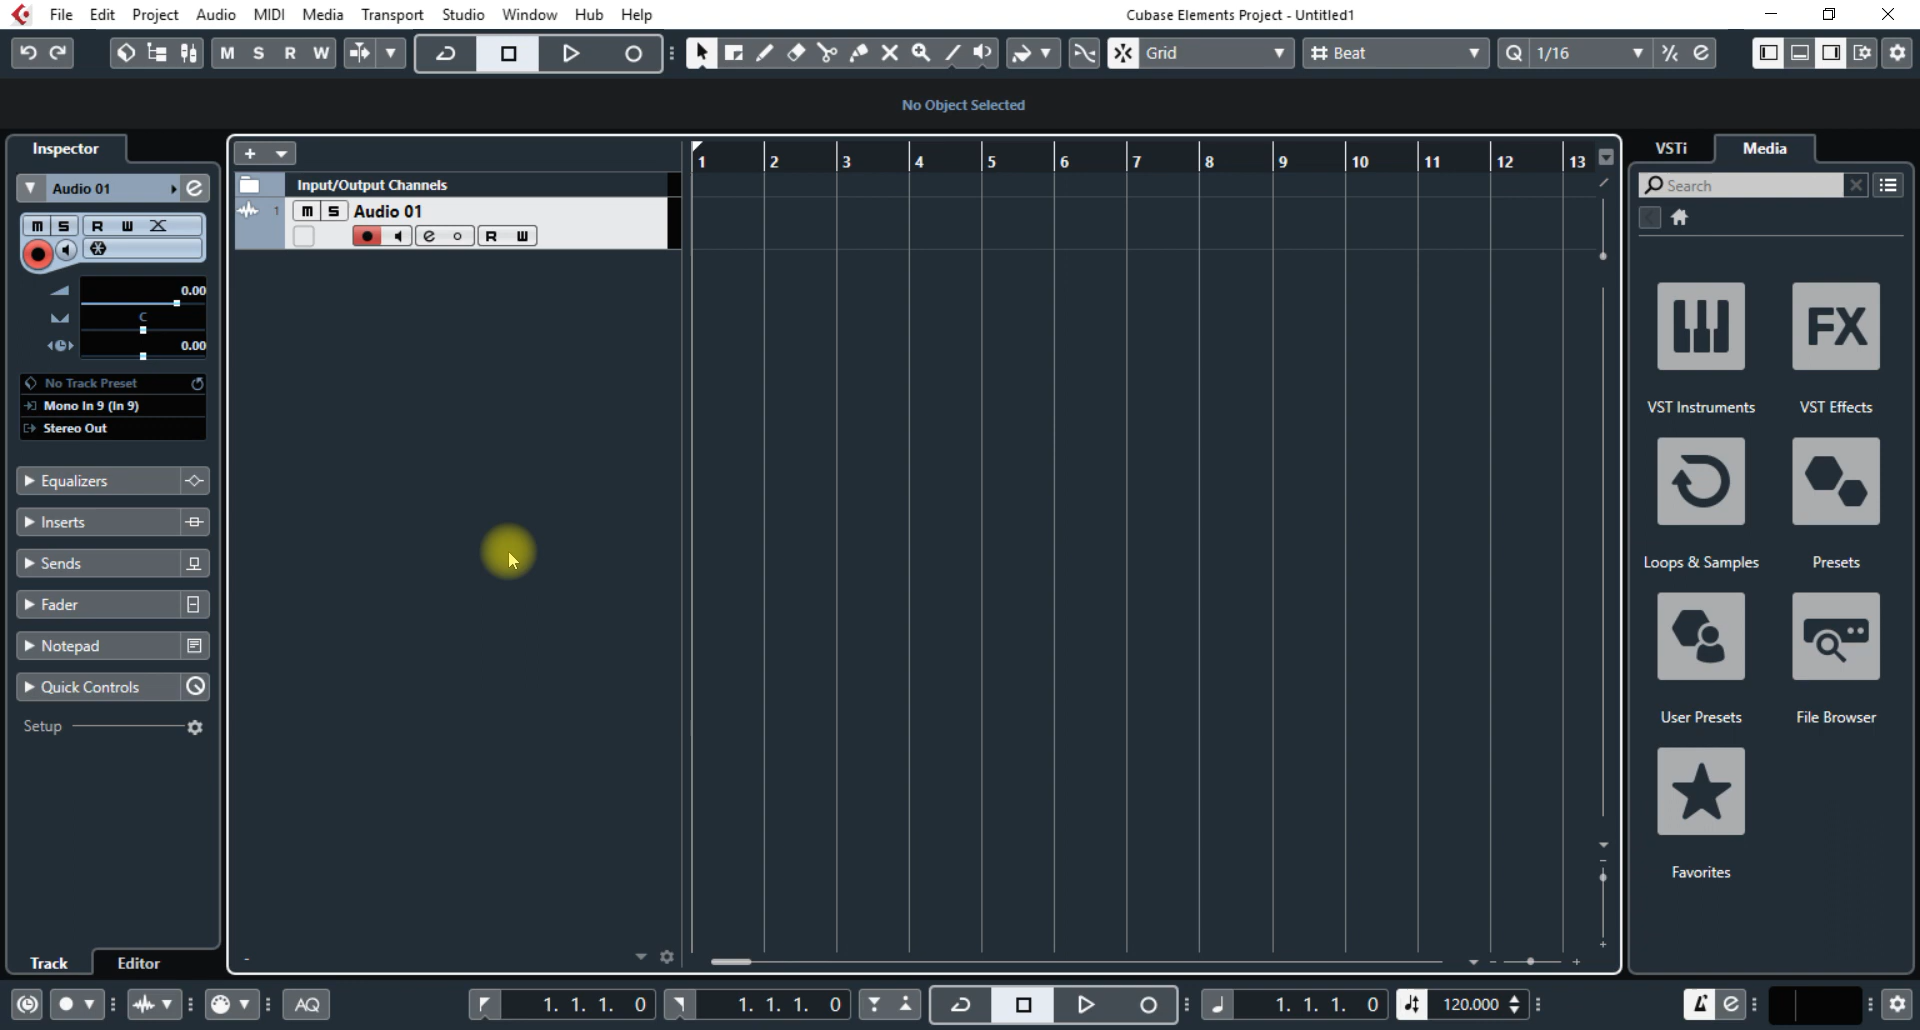 File Edit Project Audio MIDI Media Transport Studio Window Hub Help
Cubase Elements Project - Untitled1
M S R W
Grid
Beat
Q 1/16
e
No Object Selected
Inspector
Audio 01 e
m S R W
0.00
C
0.00
No Track Preset
Mono In 9 (In 9)
Stereo Out
Equalizers
Inserts
Sends
Fader
Notepad
Quick Controls
Setup
Track Editor
+
Input/Output Channels
1 m S Audio 01
e R W
1 2 3 4 5 6 7 8 9 10 11 12 13
VSTi Media
Search
VST Instruments
FX
VST Effects
Loops & Samples
Presets
User Presets
File Browser
Favorites
AQ
1. 1. 1. 0
1. 1. 1. 0
1. 1. 1. 0
120.000
e